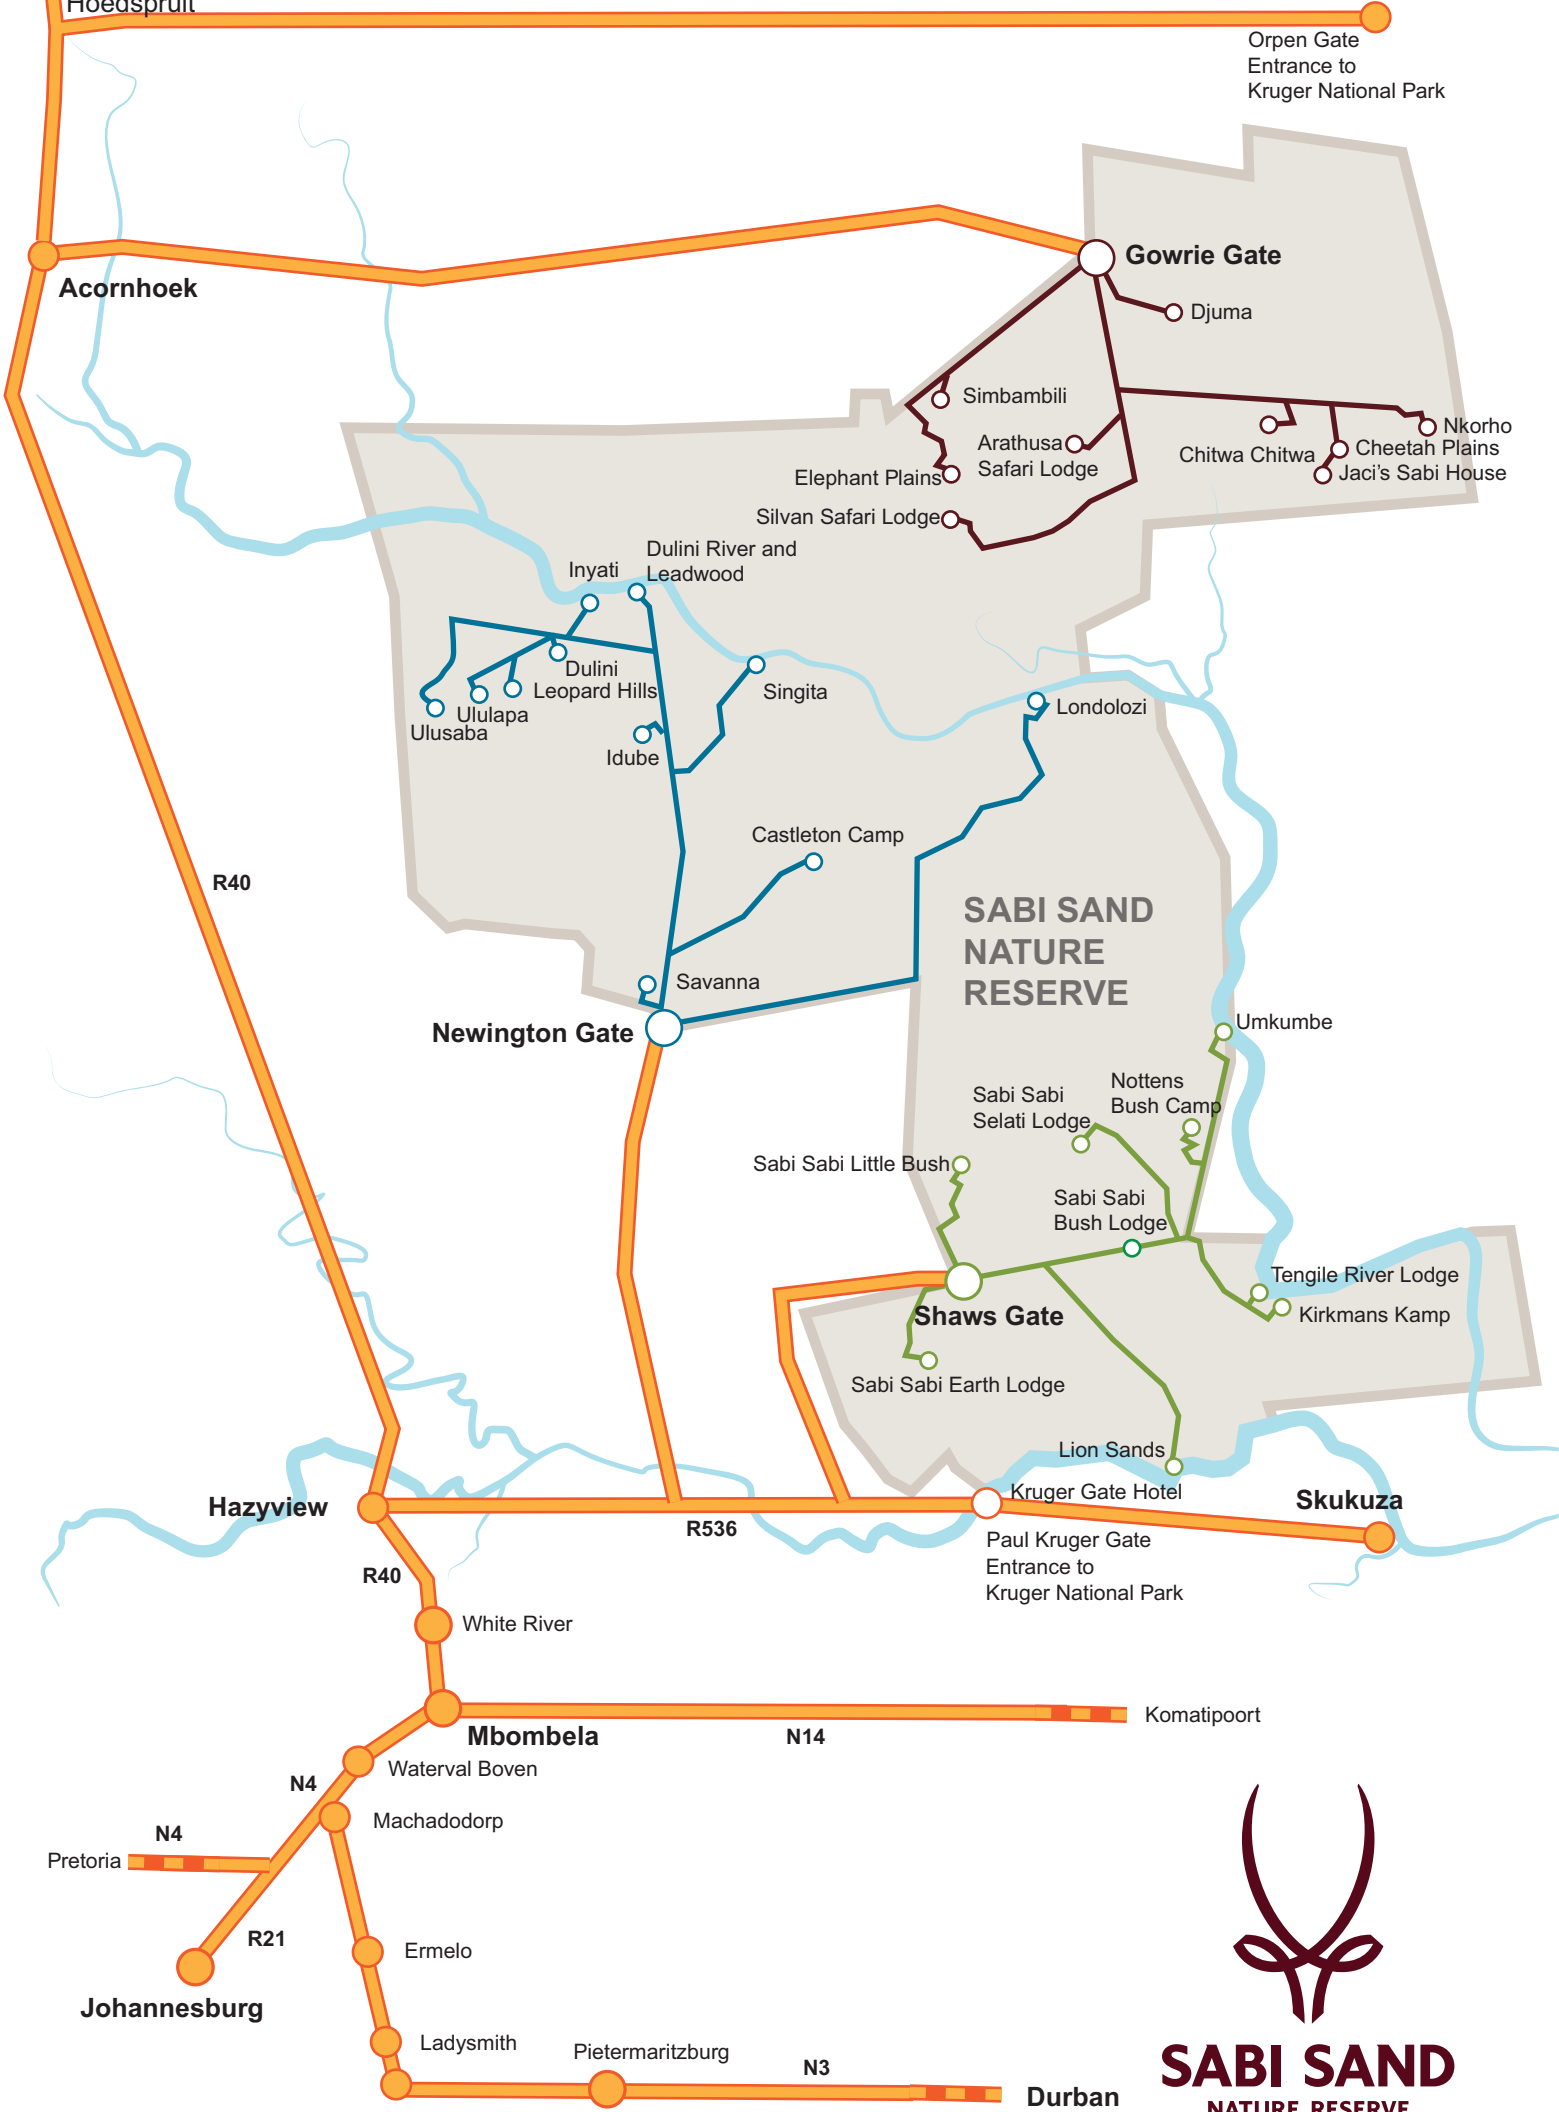 Hoedspruit
Orpen Gate
Entrance to
Kruger National Park
Gowrie Gate
Acornhoek
Djuma
Simbambili
Nkorho
Arathusa
Safari Lodge
Chitwa Chitwa
Cheetah Plains
Jaci's Sabi House
Elephant Plains
Silvan Safari Lodge
Dulini River and
Leadwood
Inyati
Dulini
Leopard Hills
Singita
Ululapa
Ulusaba
Londolozi
Idube
Castleton Camp
R40
SABI SAND
NATURE
RESERVE
Savanna
Newington Gate
Umkumbe
Nottens
Bush Camp
Sabi Sabi
Selati Lodge
Sabi Sabi Little Bush
Sabi Sabi
Bush Lodge
Tengile River Lodge
Shaws Gate
Kirkmans Kamp
Sabi Sabi Earth Lodge
Lion Sands
Kruger Gate Hotel
Skukuza
Hazyview
R536
Paul Kruger Gate
Entrance to
Kruger National Park
R40
White River
Komatipoort
Mbombela
N14
Waterval Boven
N4
Machadodorp
N4
Pretoria
R21
Ermelo
Johannesburg
Ladysmith
Pietermaritzburg
N3
Durban
SABI SAND
NATURE RESERVE